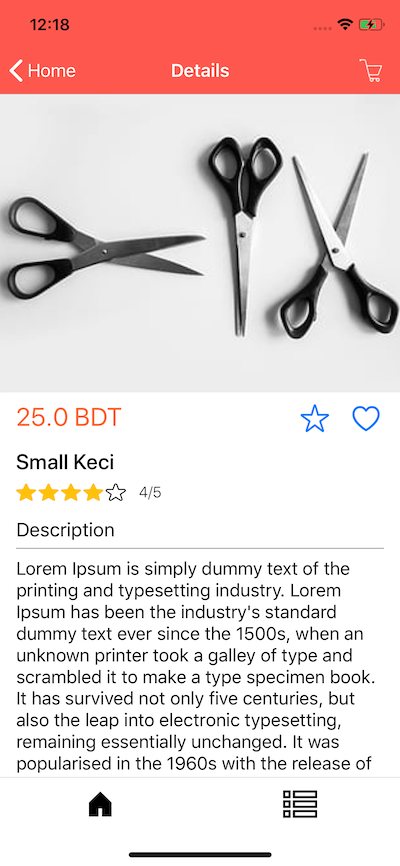 12:18
Home
Details
25.0 BDT
Small Keci
4/5
Description
Lorem Ipsum is simply dummy text of the
printing and typesetting industry. Lorem
Ipsum has been the industry's standard
dummy text ever since the 1500s, when an
unknown printer took a galley of type and
scrambled it to make a type specimen book.
It has survived not only five centuries, but
also the leap into electronic typesetting,
remaining essentially unchanged. It was
popularised in the 1960s with the release of